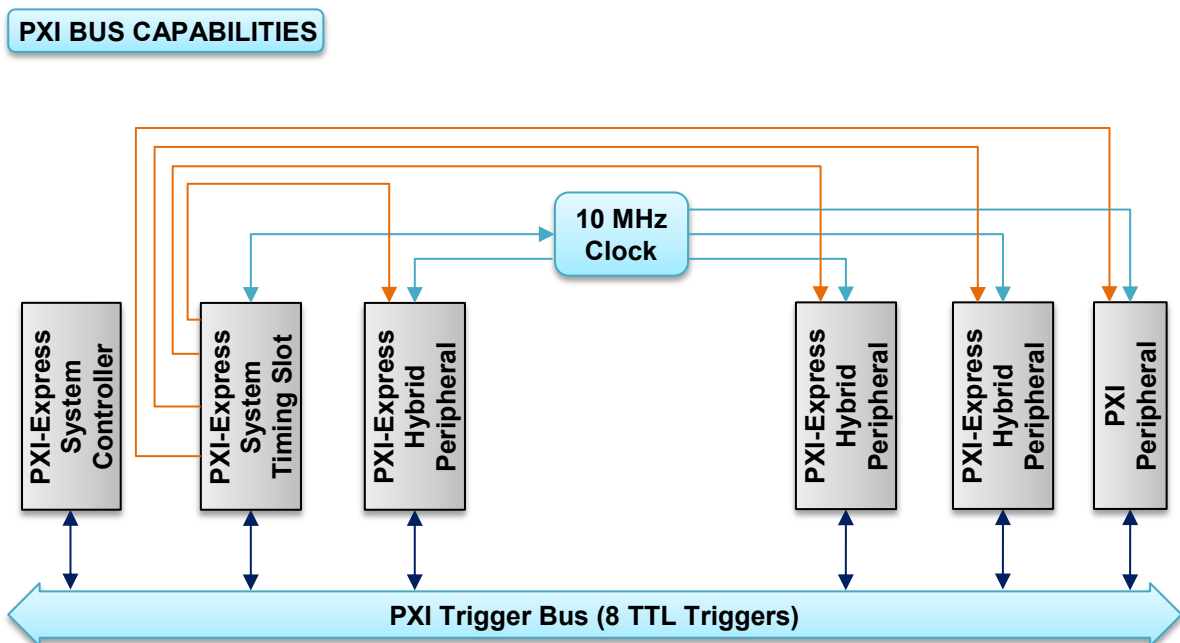 PXI BUS CAPABILITIES
10 MHz
Clock
PXI-Express
System
Controller
PXI-Express
System
Timing Slot
PXI-Express
Hybrid
Peripheral
PXI-Express
Hybrid
Peripheral
PXI-Express
Hybrid
Peripheral
PXI
Peripheral
PXI Trigger Bus (8 TTL Triggers)